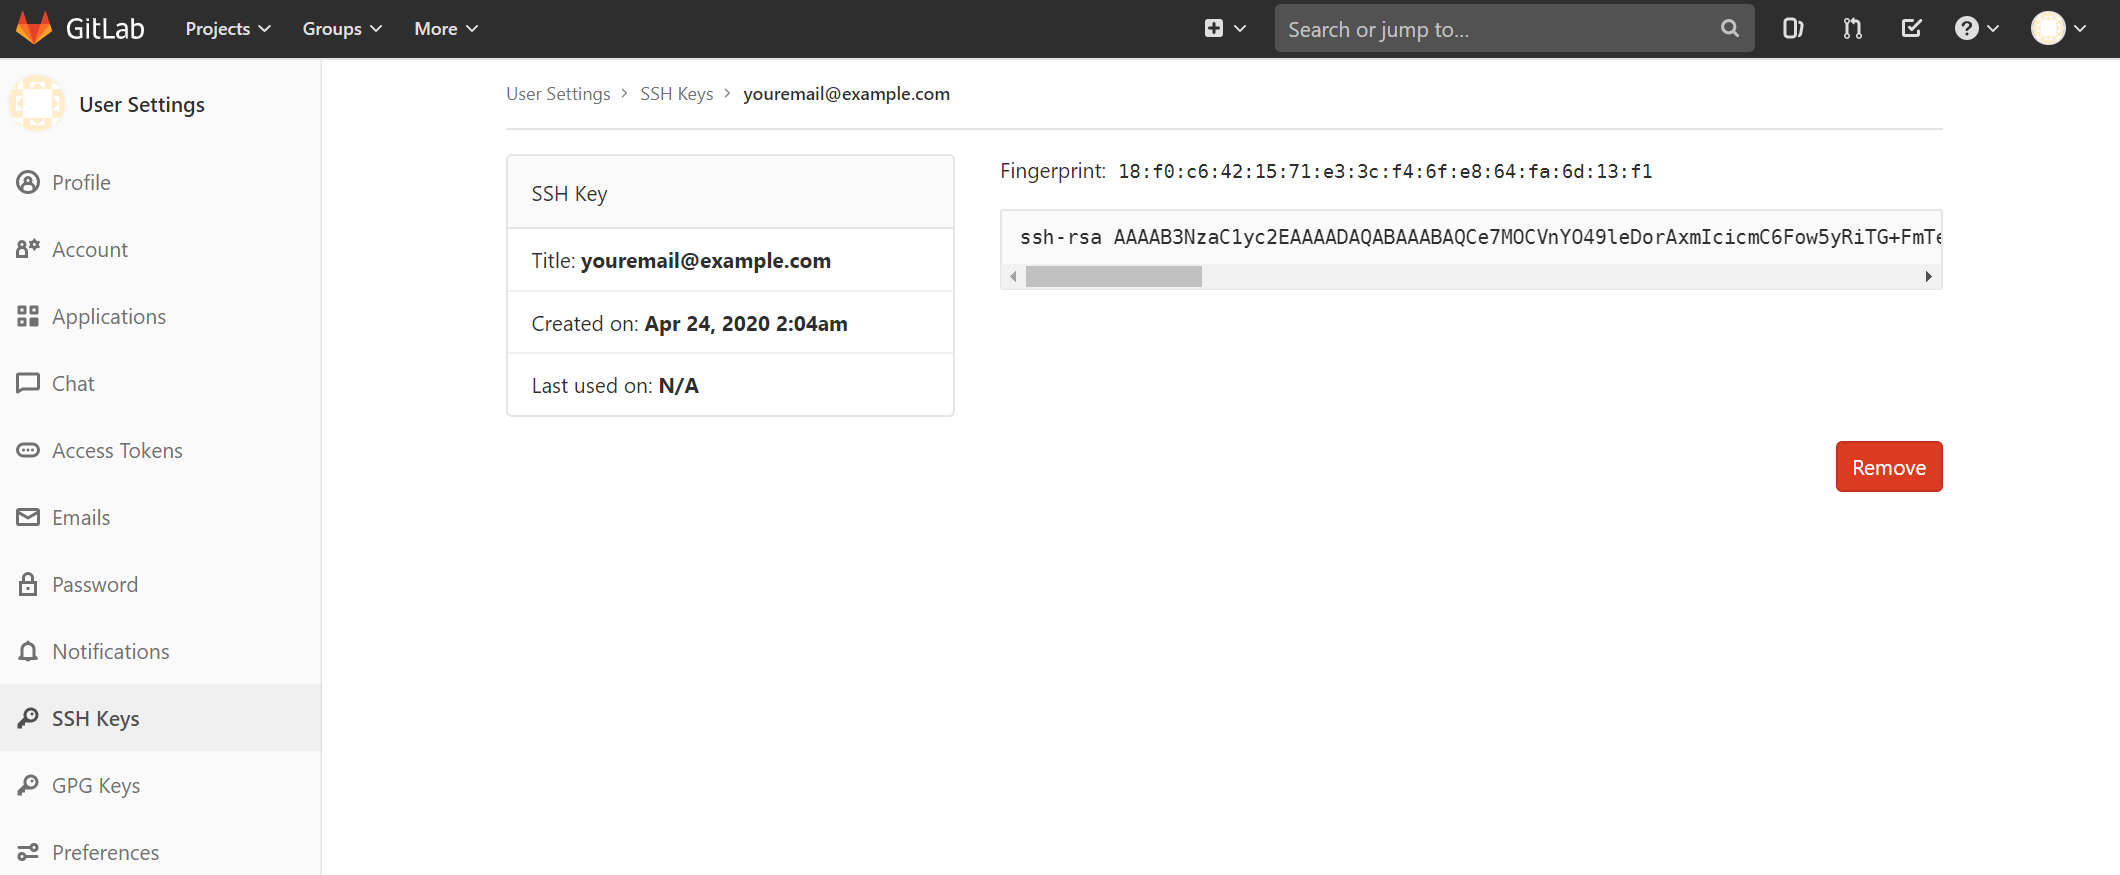 GitLab Projects Groups More Search or jump to...
User Settings
Profile
Account
Applications
Chat
Access Tokens
Emails
Password
Notifications
SSH Keys
GPG Keys
Preferences
User Settings > SSH Keys > youremail@example.com
SSH Key
Title: youremail@example.com
Created on: Apr 24, 2020 2:04am
Last used on: N/A
Fingerprint: 18:f0:c6:42:15:71:e3:3c:f4:6f:e8:64:fa:6d:13:f1
ssh-rsa AAAAB3NzaC1yc2EAAAADAQABAAABAQCe7MOCVnYO49leDorAxmIcicmC6Fow5yRiTG+FmTe
Remove